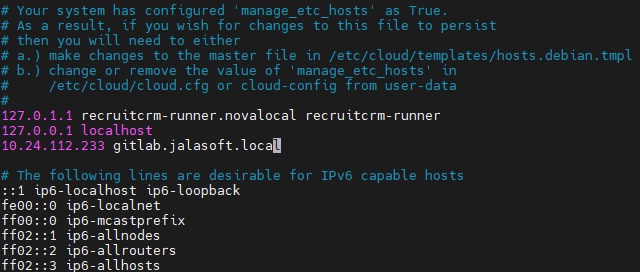 # Your system has configured 'manage_etc_hosts' as True.
# As a result, if you wish for changes to this file to persist
# then you will need to either
# a.) make changes to the master file in /etc/cloud/templates/hosts.debian.tmpl
# b.) change or remove the value of 'manage_etc_hosts' in
#     /etc/cloud/cloud.cfg or cloud-config from user-data
#
127.0.1.1 recruitcrm-runner.novalocal recruitcrm-runner
127.0.0.1 localhost
10.24.112.233 gitlab.jalasoft.local
# The following lines are desirable for IPv6 capable hosts
::1 ip6-localhost ip6-loopback
fe00::0 ip6-localnet
ff00::0 ip6-mcastprefix
ff02::1 ip6-allnodes
ff02::2 ip6-allrouters
ff02::3 ip6-allhosts